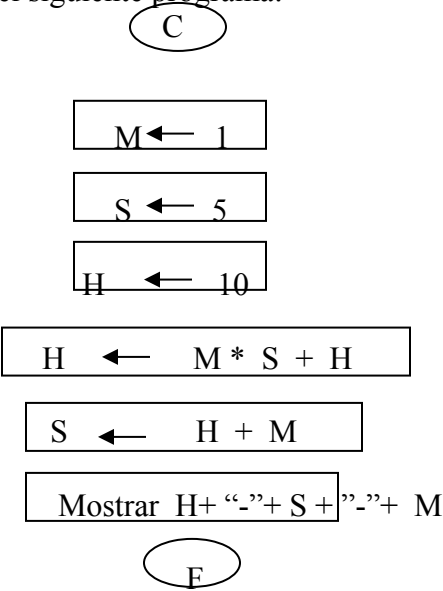 el siguiente programa:
C
M ← 1
S ← 5
H ← 10
H ← M * S + H
S ← H + M
Mostrar H+ “-”+ S + ”-”+ M
F